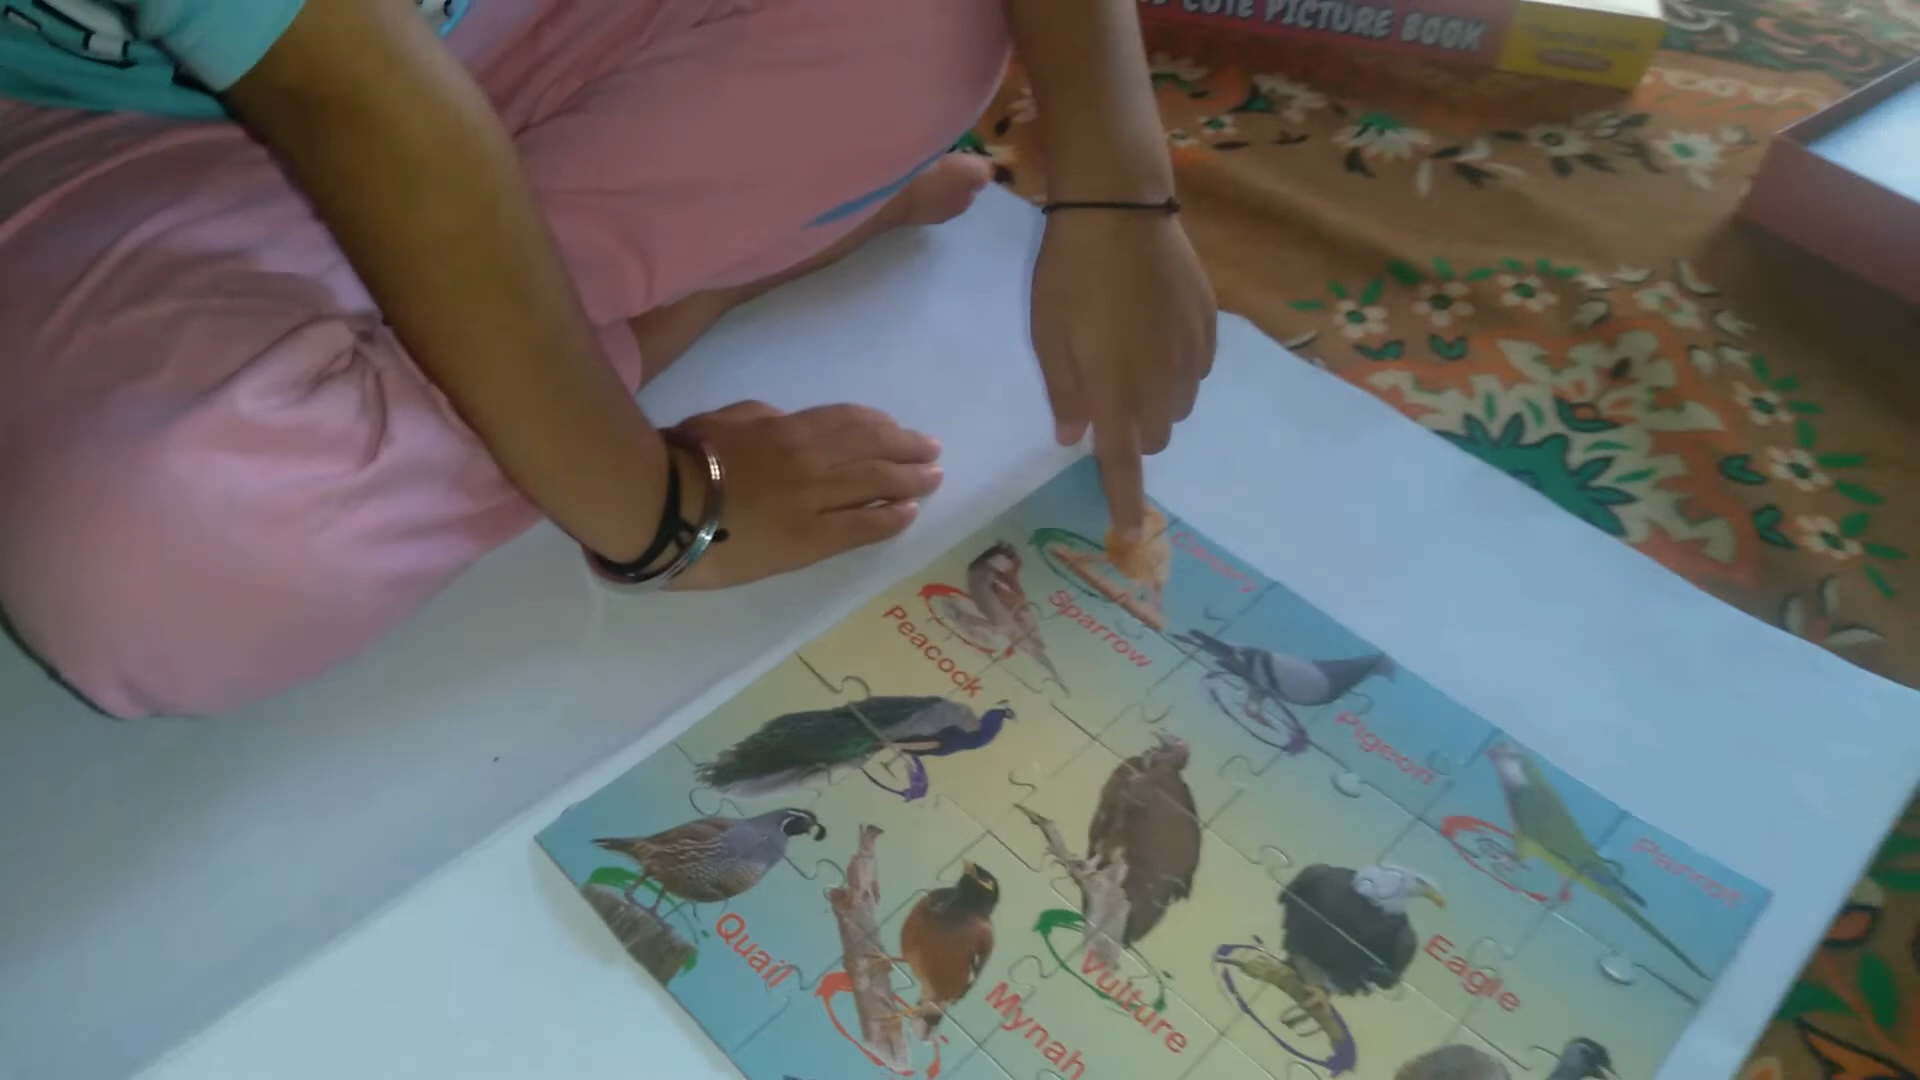 CUTE PICTURE BOOK
Canary
Sparrow
Peacock
Pigeon
Parrot
Quail
Mynah
Vulture
Eagle